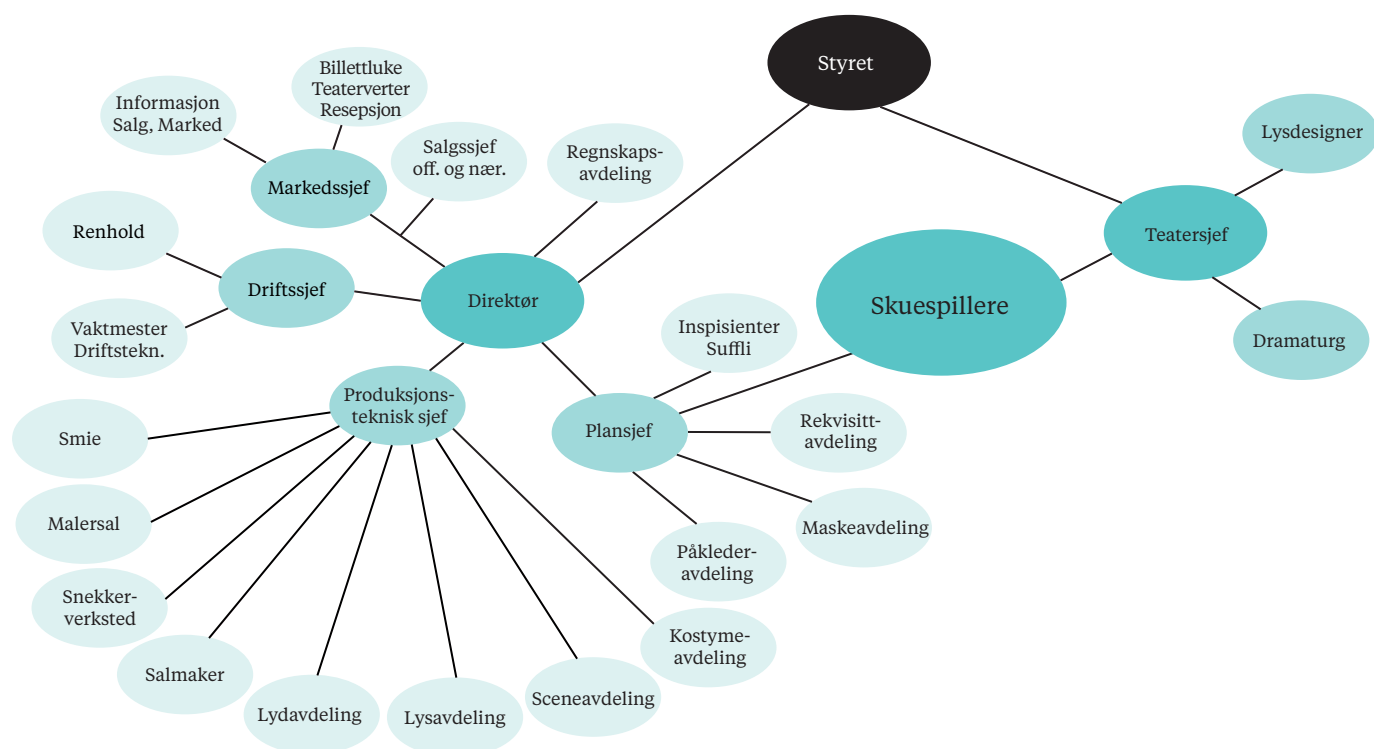 Styret
Billettluke
Teaterverter
Resepsjon
Informasjon
Salg, Marked
Lysdesigner
Salgssjef
off. og nær.
Regnskaps-
avdeling
Markedssjef
Renhold
Teatersjef
Driftssjef
Direktør
Skuespillere
Vaktmester
Driftstekn.
Inspisienter
Suffli
Dramaturg
Produksjons-
teknisk sjef
Smie
Plansjef
Rekvisitt-
avdeling
Malersal
Maskeavdeling
Påkleder-
avdeling
Snekker-
verksted
Kostyme-
avdeling
Salmaker
Lydavdeling
Lysavdeling
Sceneavdeling